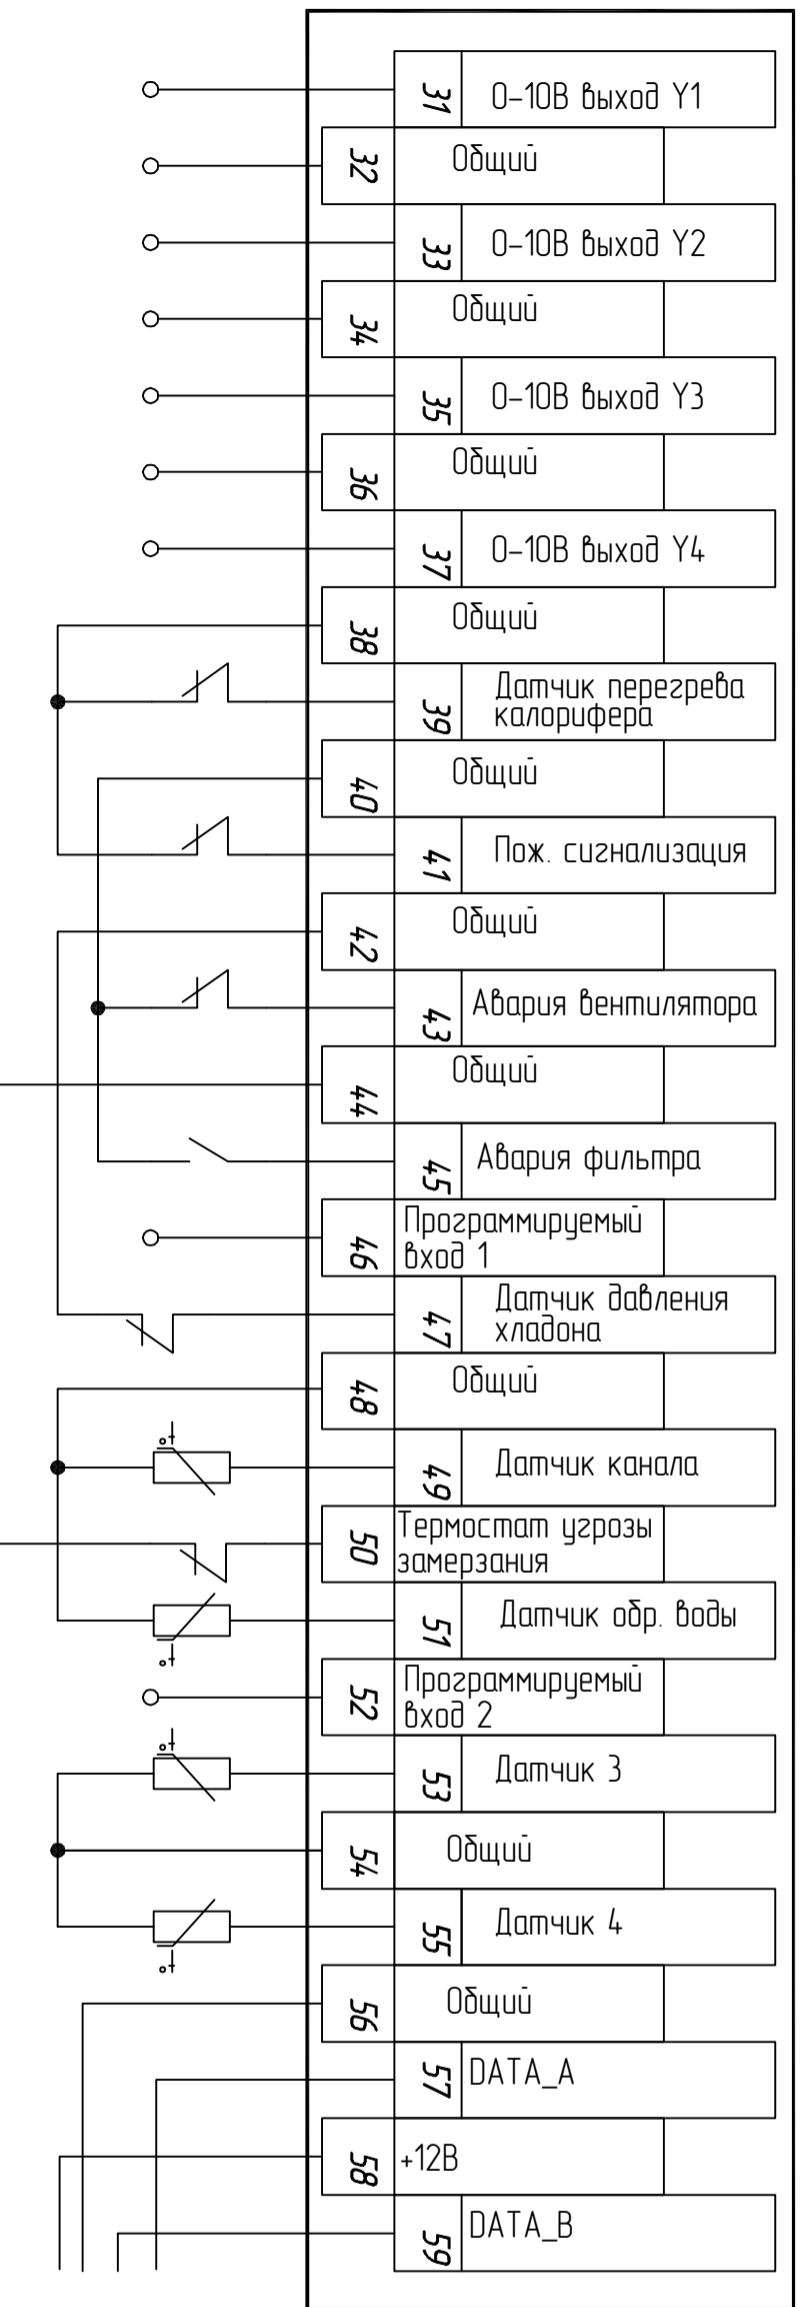 31 0-10В выход Y1
32 Общий
33 0-10В выход Y2
34 Общий
35 0-10В выход Y3
36 Общий
37 0-10В выход Y4
38 Общий
39 Датчик перегрева
калорифера
40 Общий
41 Пож. сигнализация
42 Общий
43 Авария вентилятора
44 Общий
45 Авария фильтра
46 Программируемый
вход 1
47 Датчик давления
хладона
48 Общий
t°
49 Датчик канала
50 Термостат угрозы
замерзания
51 Датчик обр. воды
t°
52 Программируемый
вход 2
t°
53 Датчик 3
54 Общий
55 Датчик 4
t°
56 Общий
57 DATA_A
58 +12В
59 DATA_B